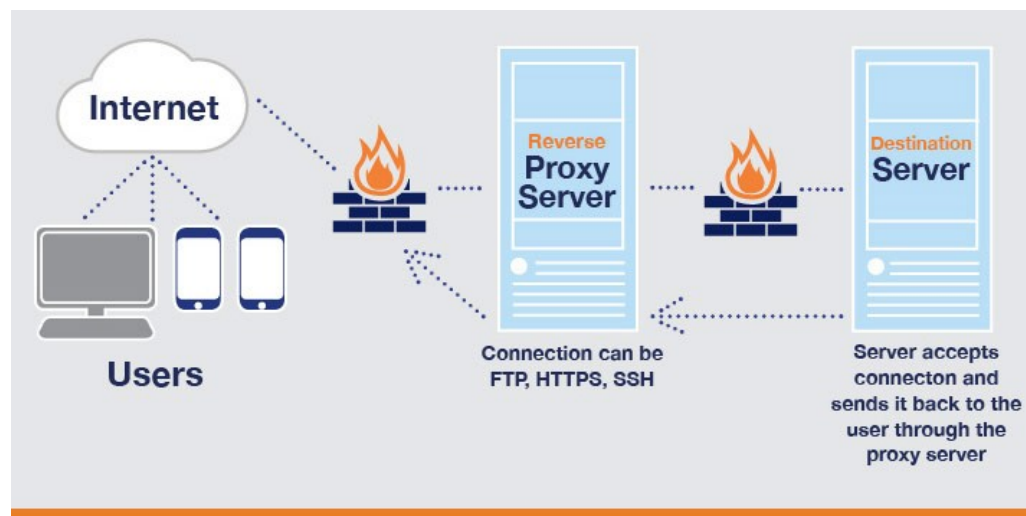 Internet
Users
Reverse
Proxy
Server
Connection can be
FTP, HTTPS, SSH
Destination
Server
Server accepts
connecton and
sends it back to the
user through the
proxy server